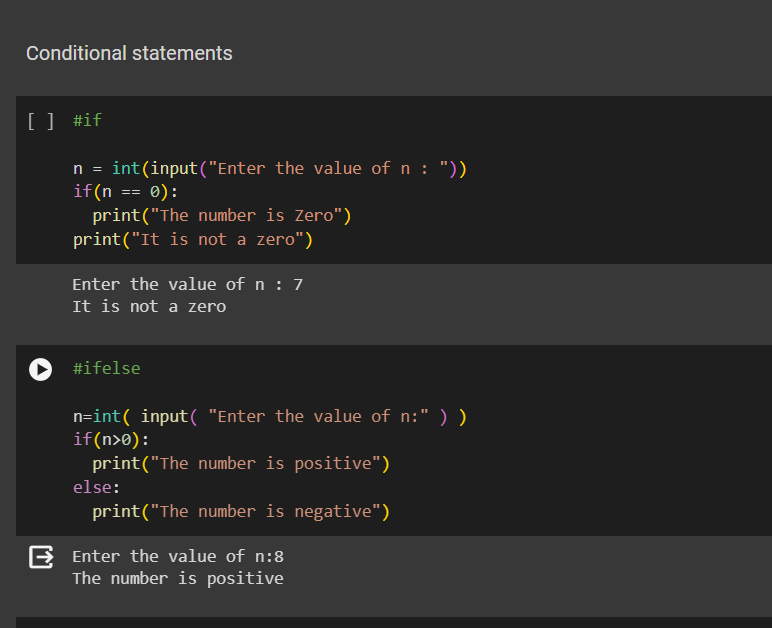 Conditional statements
[ ] #if
n = int(input("Enter the value of n : "))
if(n == 0):
  print("The number is Zero")
print("It is not a zero")
Enter the value of n : 7
It is not a zero
#ifelse
n=int( input( "Enter the value of n:" ) )
if(n>0):
  print("The number is positive")
else:
  print("The number is negative")
Enter the value of n:8
The number is positive